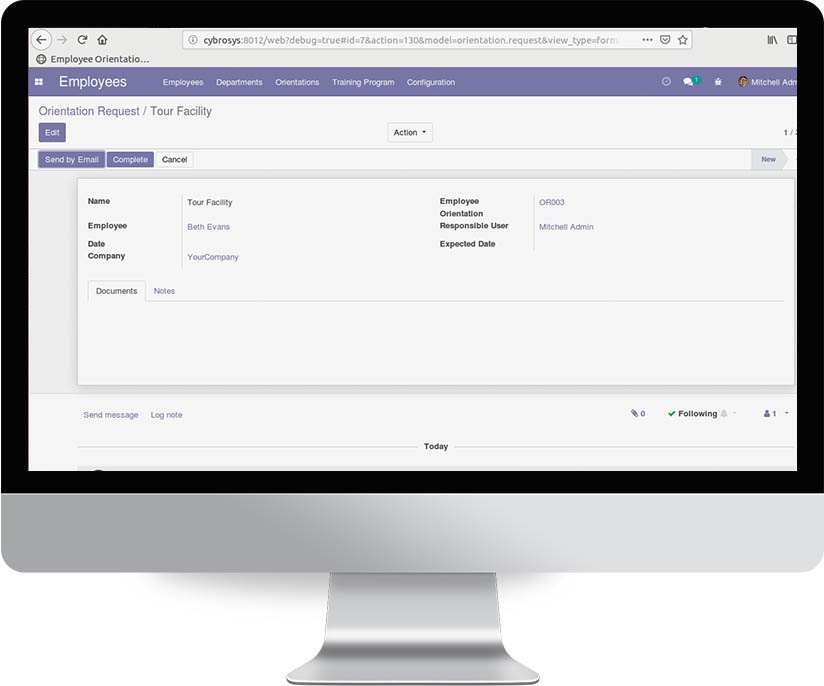 cybrosys:8012/web?debug=true#id=7&action=130&model=orientation.request&view_type=form
Employee Orientatio...
Employees Employees Departments Orientations Training Program Configuration 1 Mitchell Adm
Orientation Request / Tour Facility
Edit Action 1 /
Send by Email Complete Cancel New
Name Tour Facility Employee Orientation OR003
Employee Beth Evans Responsible User Mitchell Admin
Date Expected Date
Company YourCompany
Documents Notes
Send message Log note 0 Following 1
Today